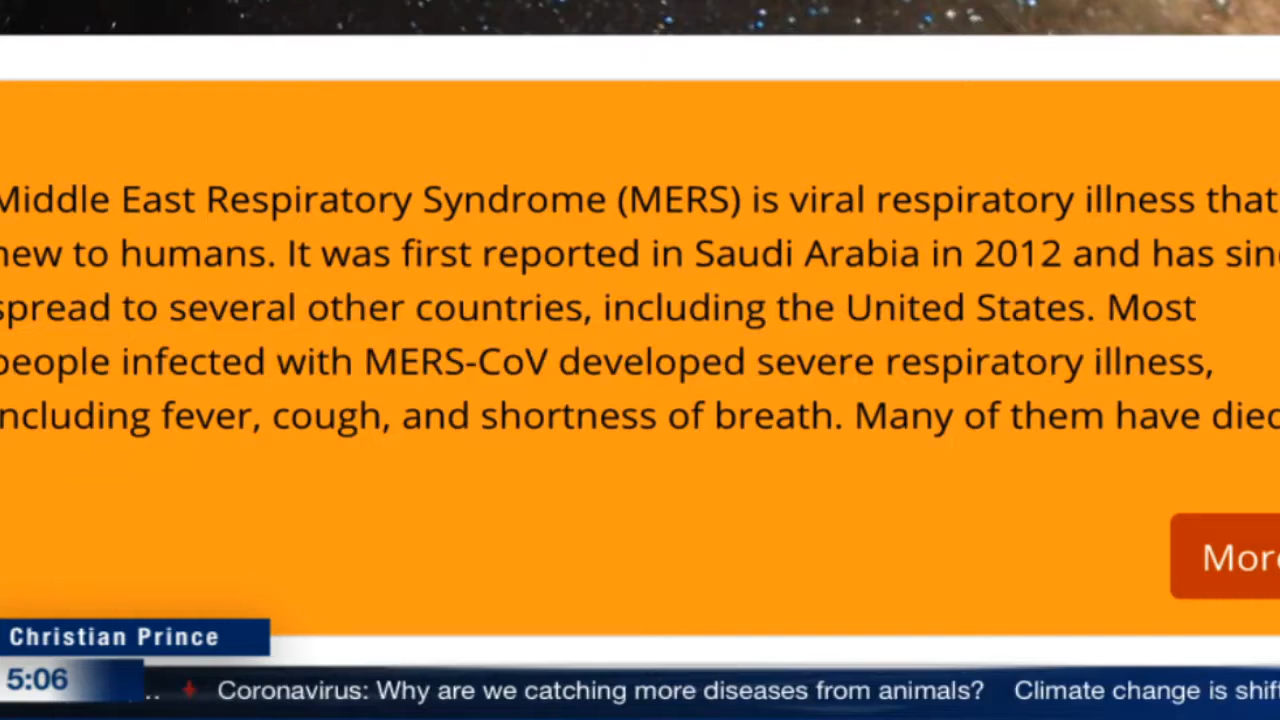 Middle East Respiratory Syndrome (MERS) is viral respiratory illness that
new to humans. It was first reported in Saudi Arabia in 2012 and has sinc
spread to several other countries, including the United States. Most
people infected with MERS-CoV developed severe respiratory illness,
including fever, cough, and shortness of breath. Many of them have died
More
Christian Prince
5:06
.. Coronavirus: Why are we catching more diseases from animals? Climate change is shif